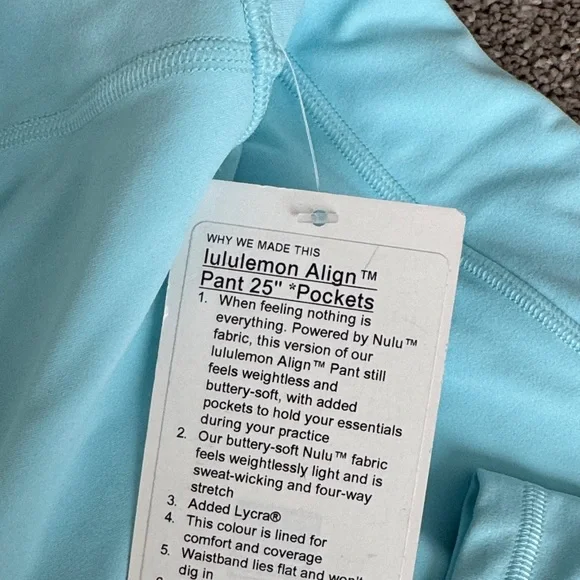 WHY WE MADE THIS
lululemon Align™
Pant 25" *Pockets
1. When feeling nothing is
everything. Powered by Nulu™
fabric, this version of our
lululemon Align™ Pant still
feels weightless and
buttery-soft, with added
pockets to hold your essentials
during your practice
2. Our buttery-soft Nulu™ fabric
feels weightlessly light and is
sweat-wicking and four-way
stretch
3. Added Lycra®
4. This colour is lined for
comfort and coverage
5. Waistband lies flat and won't
dig in